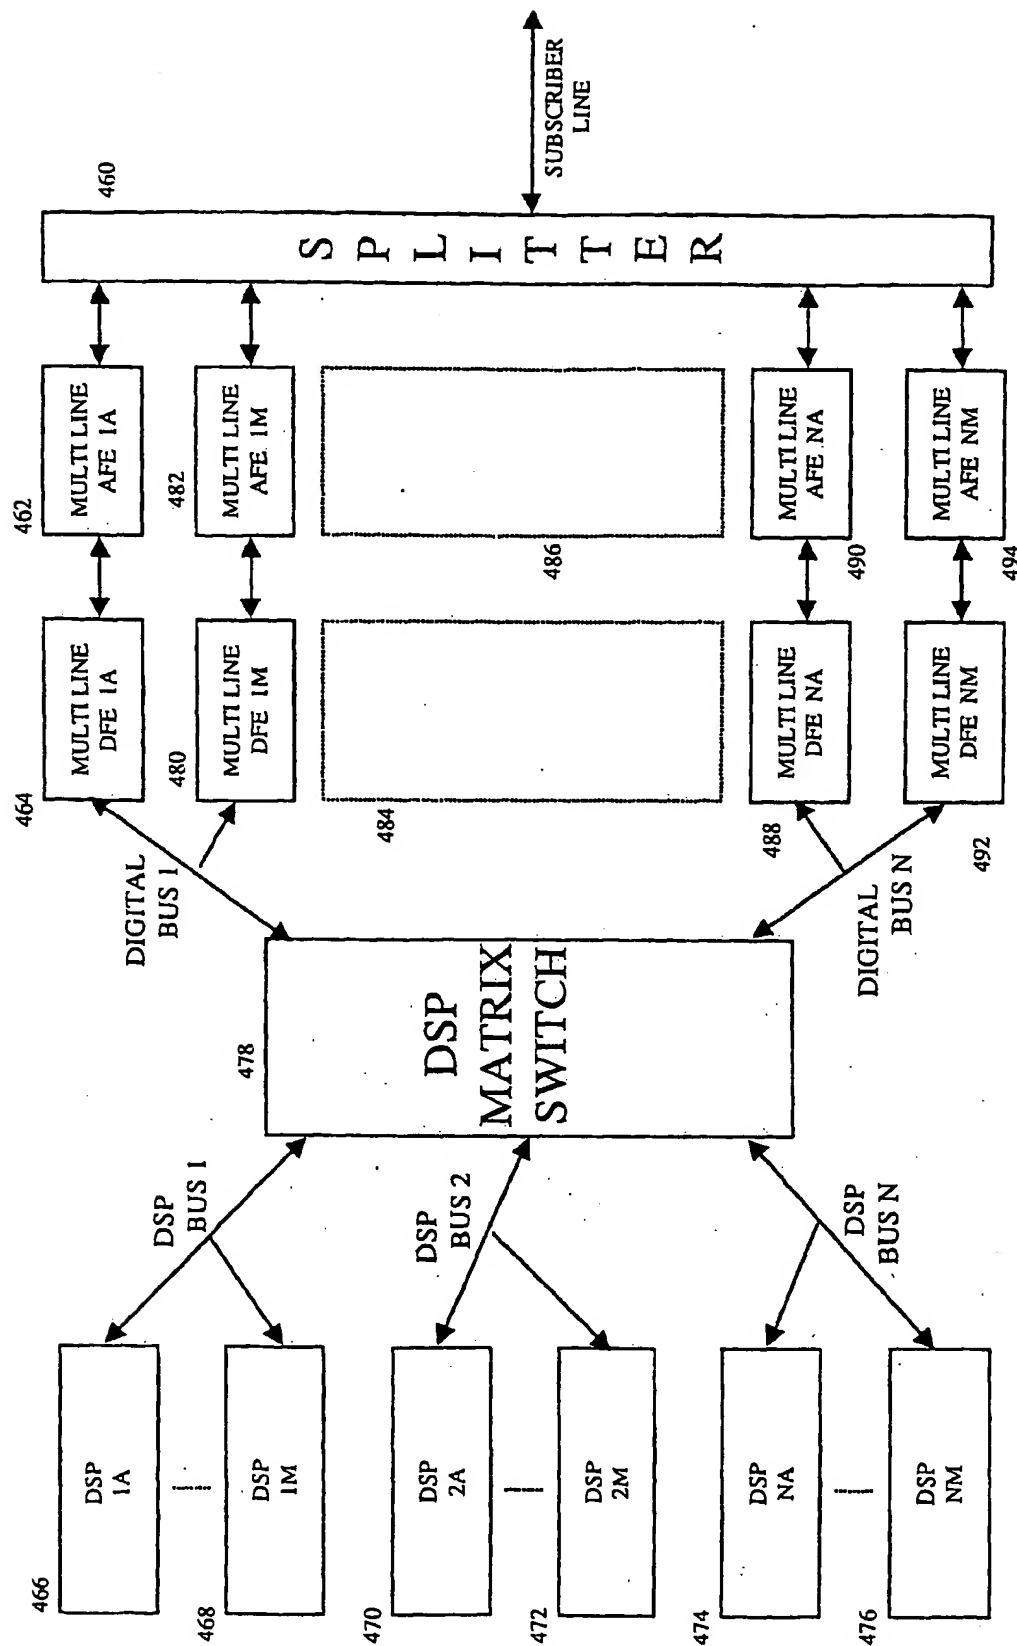 460
SUBSCRIBER
LINE
SPLITTER
462
MULTI LINE
AFE 1A
482
MULTI LINE
AFE 1M
486
490
MULTI LINE
AFE NA
494
MULTI LINE
AFE NM
464
MULTI LINE
DFE 1A
480
MULTI LINE
DFE 1M
484
488
MULTI LINE
DFE NA
492
MULTI LINE
DFE NM
DIGITAL
BUS 1
DIGITAL
BUS N
478
DSP
MATRIX
SWITCH
DSP
BUS 1
DSP
BUS 2
DSP
BUS N
466
DSP
1A
468
DSP
1M
470
DSP
2A
472
DSP
2M
474
DSP
NA
476
DSP
NM